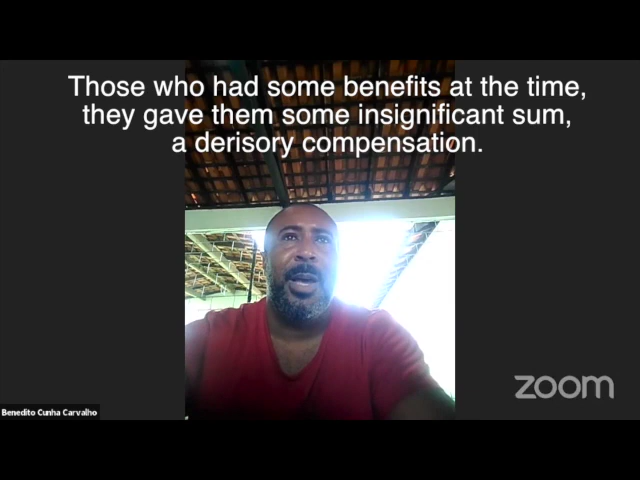 Those who had some benefits at the time,
they gave them some insignificant sum,
a derisory compensation.
zoom
Benedito Cunha Carvalho